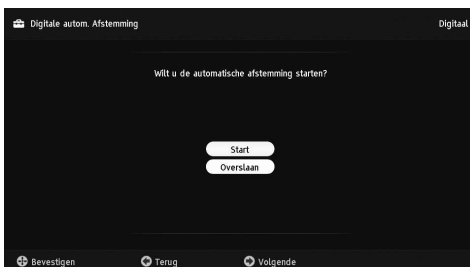 Digitale autom. Afstemming Digitaal
Wilt u de automatische afstemming starten?
Start
Overslaan
Bevestigen Terug Volgende